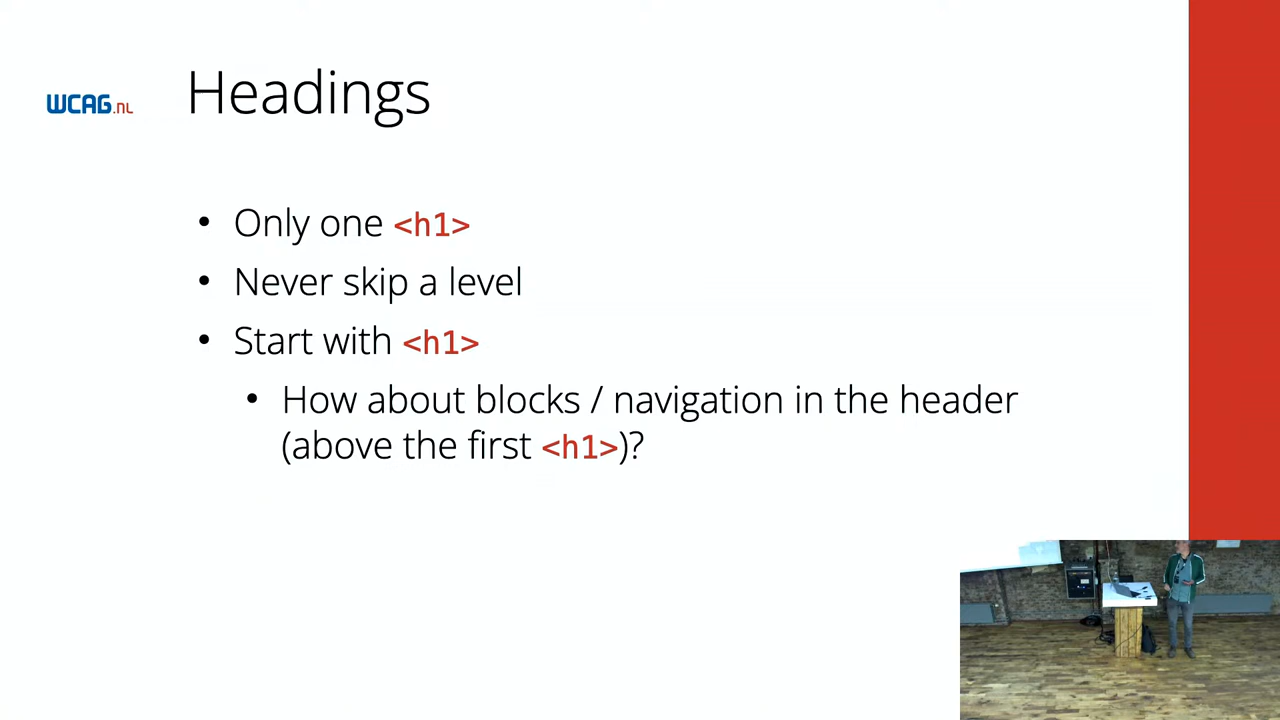 WCAG.nl
Headings
• Only one <h1>
• Never skip a level
• Start with <h1>
• How about blocks / navigation in the header
(above the first <h1>)?